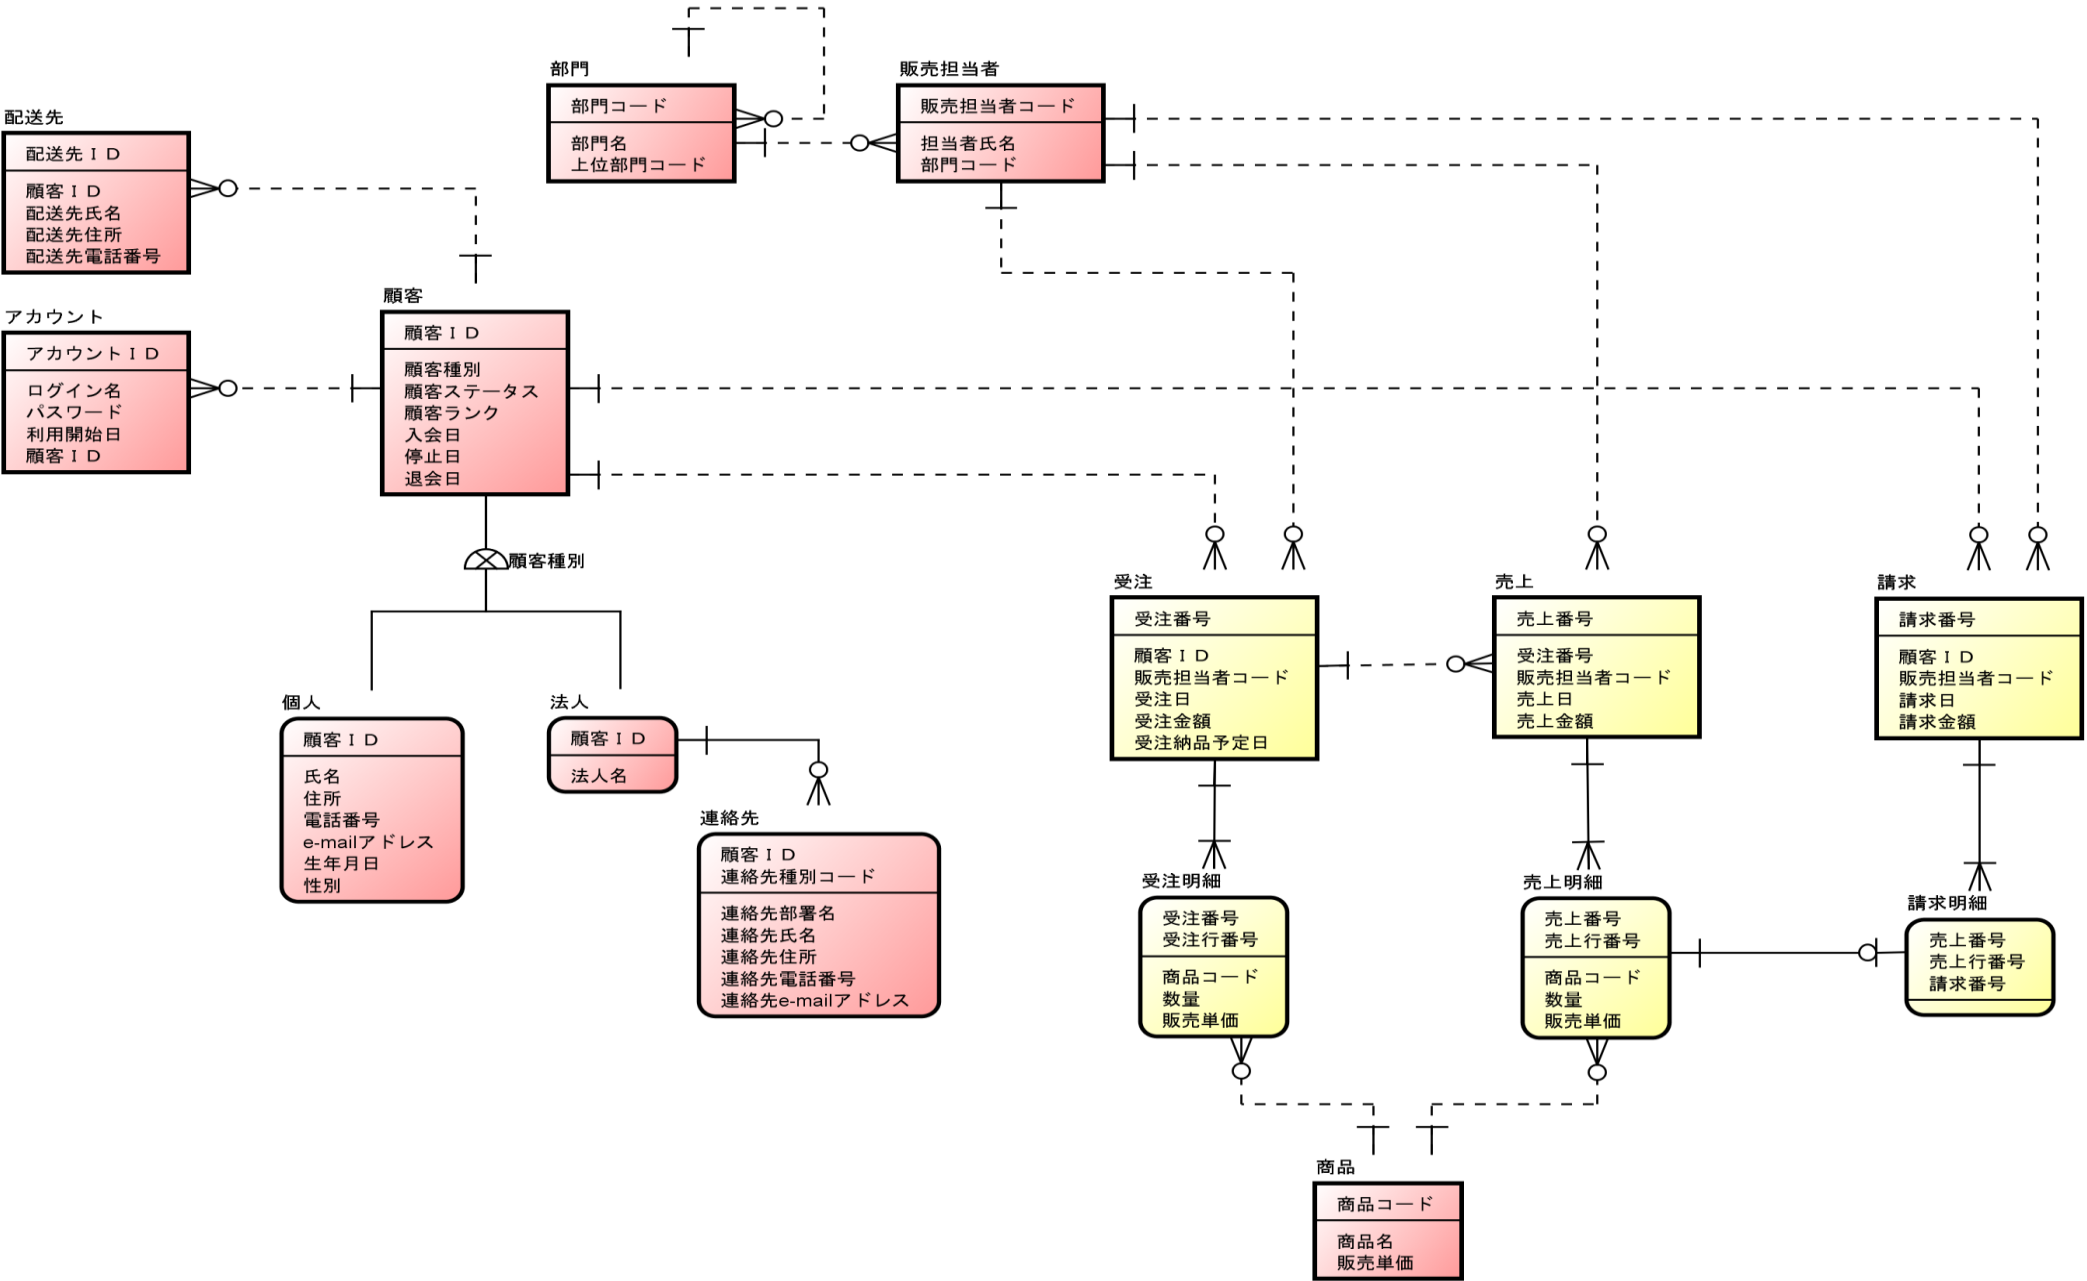 部門
部門コード
部門名
上位部門コード
販売担当者
販売担当者コード
担当者氏名
部門コード
配送先
配送先ＩＤ
顧客ＩＤ
配送先氏名
配送先住所
配送先電話番号
アカウント
アカウントＩＤ
ログイン名
パスワード
利用開始日
顧客ＩＤ
顧客
顧客ＩＤ
顧客種別
顧客ステータス
顧客ランク
入会日
停止日
退会日
顧客種別
個人
顧客ＩＤ
氏名
住所
電話番号
e-mailアドレス
生年月日
性別
法人
顧客ＩＤ
法人名
連絡先
顧客ＩＤ
連絡先種別コード
連絡先部署名
連絡先氏名
連絡先住所
連絡先電話番号
連絡先e-mailアドレス
受注
受注番号
顧客ＩＤ
販売担当者コード
受注日
受注金額
受注納品予定日
売上
売上番号
受注番号
販売担当者コード
売上日
売上金額
請求
請求番号
顧客ＩＤ
販売担当者コード
請求日
請求金額
受注明細
受注番号
受注行番号
商品コード
数量
販売単価
売上明細
売上番号
売上行番号
商品コード
数量
販売単価
請求明細
売上番号
売上行番号
請求番号
商品
商品コード
商品名
販売単価